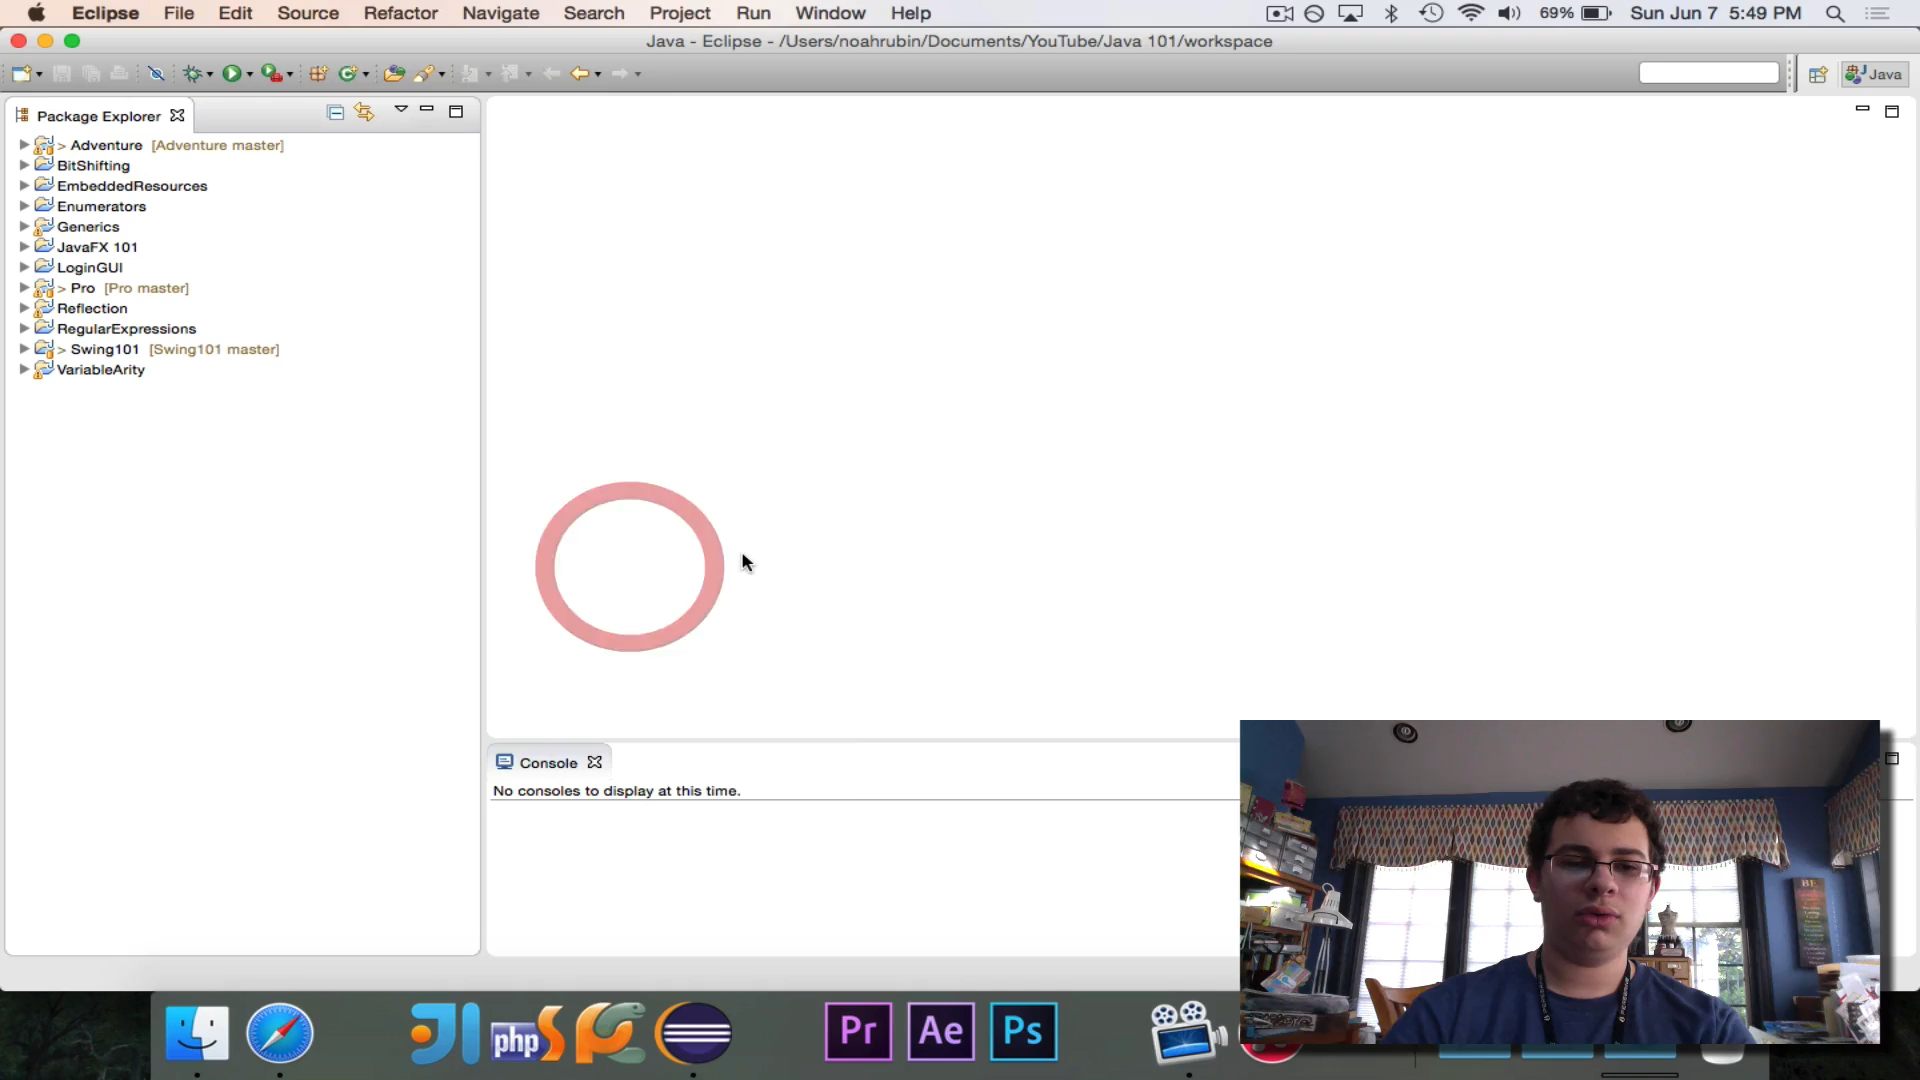 Eclipse File Edit Source Refactor Navigate Search Project Run Window Help 69% Sun Jun 7 5:49 PM
Java - Eclipse - /Users/noahrubin/Documents/YouTube/Java 101/workspace
Java
Package Explorer
> Adventure [Adventure master]
BitShifting
EmbeddedResources
Enumerators
Generics
JavaFX 101
LoginGUI
> Pro [Pro master]
Reflection
RegularExpressions
> Swing101 [Swing101 master]
VariableArity
Console
No consoles to display at this time.
BE
php
Pr Ae Ps